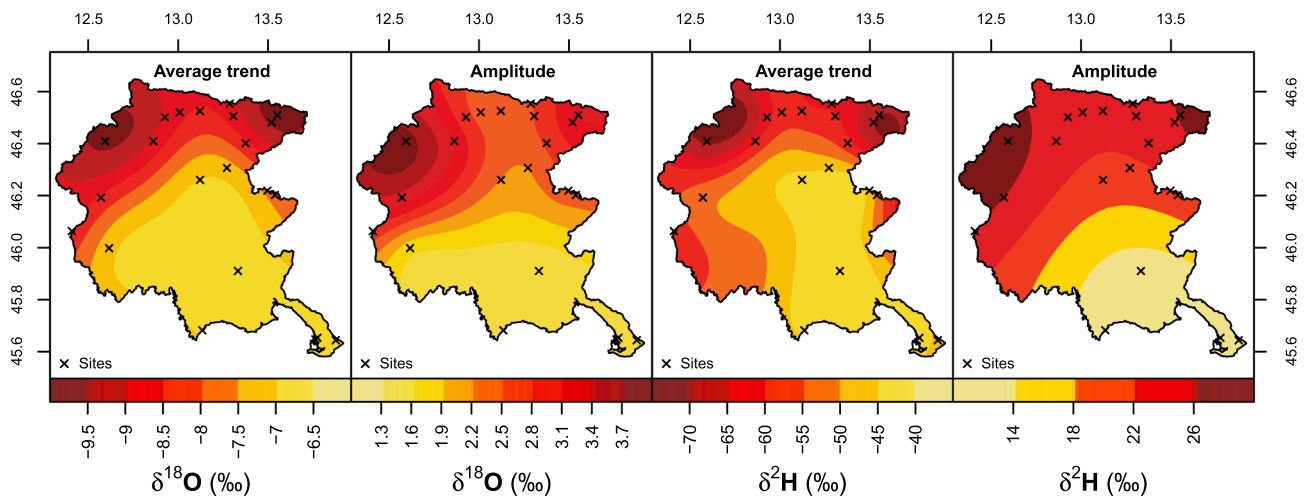 12.5 13.0 13.5 12.5 13.0 13.5 12.5 13.0 13.5 12.5 13.0 13.5
Average trend Amplitude Average trend Amplitude
46.6 46.6
46.4 46.4
46.2 46.2
46.0 46.0
45.8 45.8
45.6 45.6
× Sites × Sites × Sites × Sites
−9.5 −9 −8.5 −8 −7.5 −7 −6.5 1.3 1.6 1.9 2.2 2.5 2.8 3.1 3.4 3.7 −70 −65 −60 −55 −50 −45 −40 14 18 22 26
δ¹⁸O (‰) δ¹⁸O (‰) δ²H (‰) δ²H (‰)